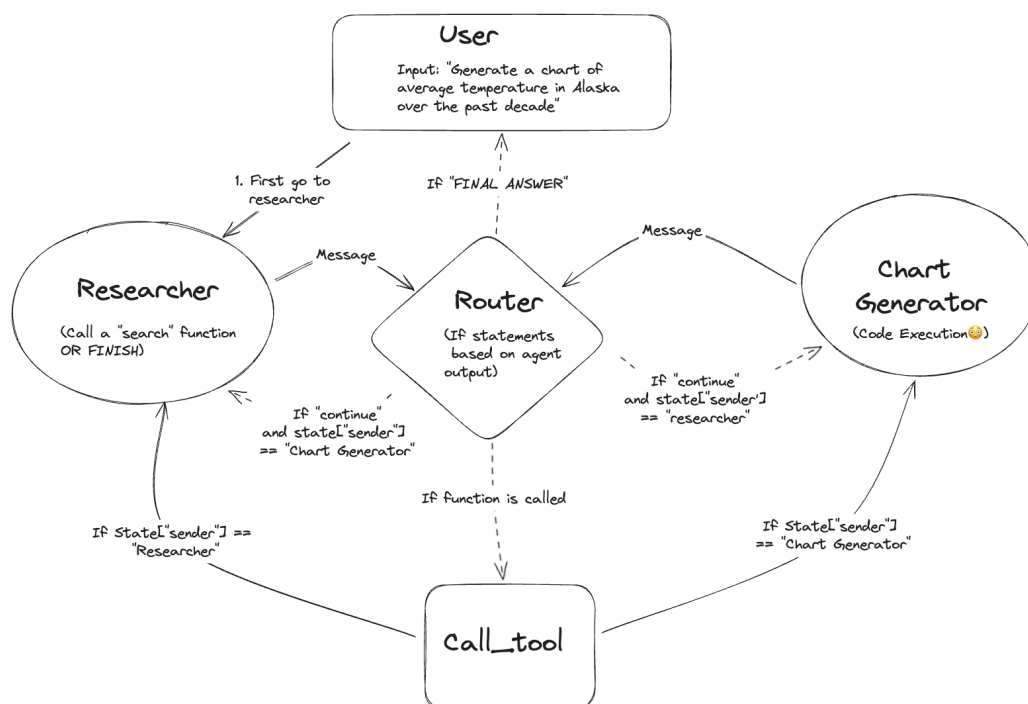 User
Input: "Generate a chart of
average temperature in Alaska
over the past decade"
1. First go to
researcher
If "FINAL ANSWER"
Message
Message
Researcher
(Call a "search" function
OR FINISH)
Router
(If statements
based on agent
output)
Chart
Generator
(Code Execution😳)
If "continue"
and state["sender"]
== "Chart Generator"
If "continue"
and state["sender']
== "researcher"
If function is called
If State["sender"] ==
"Researcher"
If State["sender"]
== "Chart Generator"
Call_tool